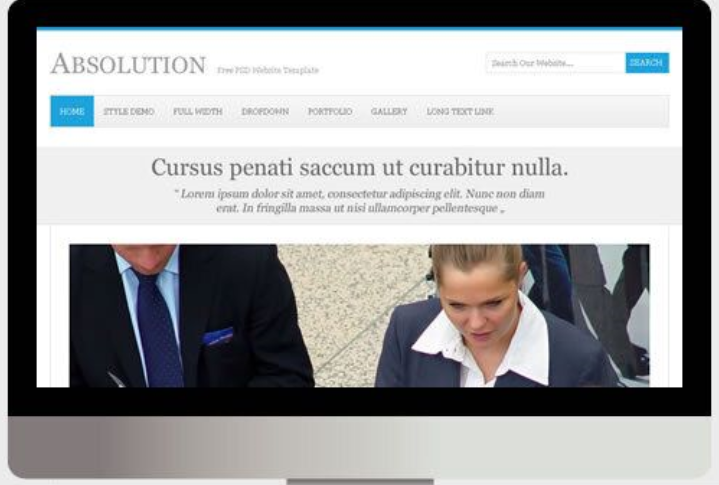 ABSOLUTION Free PSD Website Template
Search Our Website... SEARCH
HOME STYLE DEMO FULL WIDTH DROPDOWN PORTFOLIO GALLERY LONG TEXT LINK
Cursus penati saccum ut curabitur nulla.
“ Lorem ipsum dolor sit amet, consectetur adipiscing elit. Nunc non diam
erat. In fringilla massa ut nisi ullamcorper pellentesque „